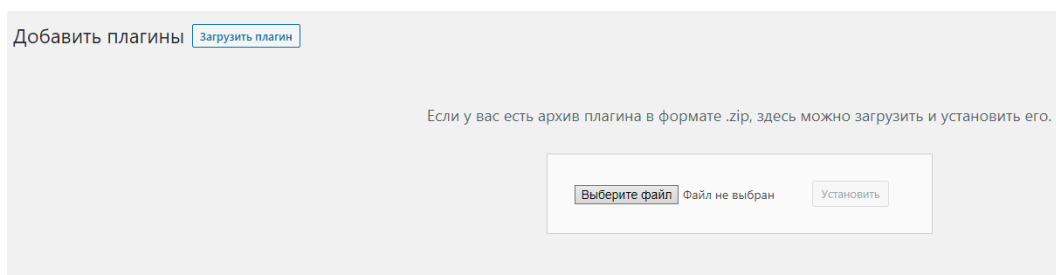 Добавить плагины Загрузить плагин
Если у вас есть архив плагина в формате .zip, здесь можно загрузить и установить его.
Выберите файл Файл не выбран Установить